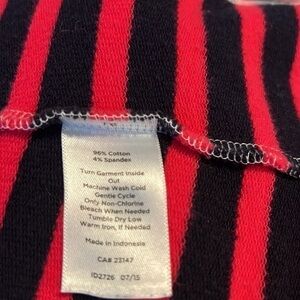 96% Cotton
4% Spandex
Turn Garment Inside
Out
Machine Wash Cold
Gentle Cycle
Only Non-Chlorine
Bleach When Needed
Tumble Dry Low
Warm Iron, If Needed
Made in Indonesia
CA# 23147
ID2726 07/15